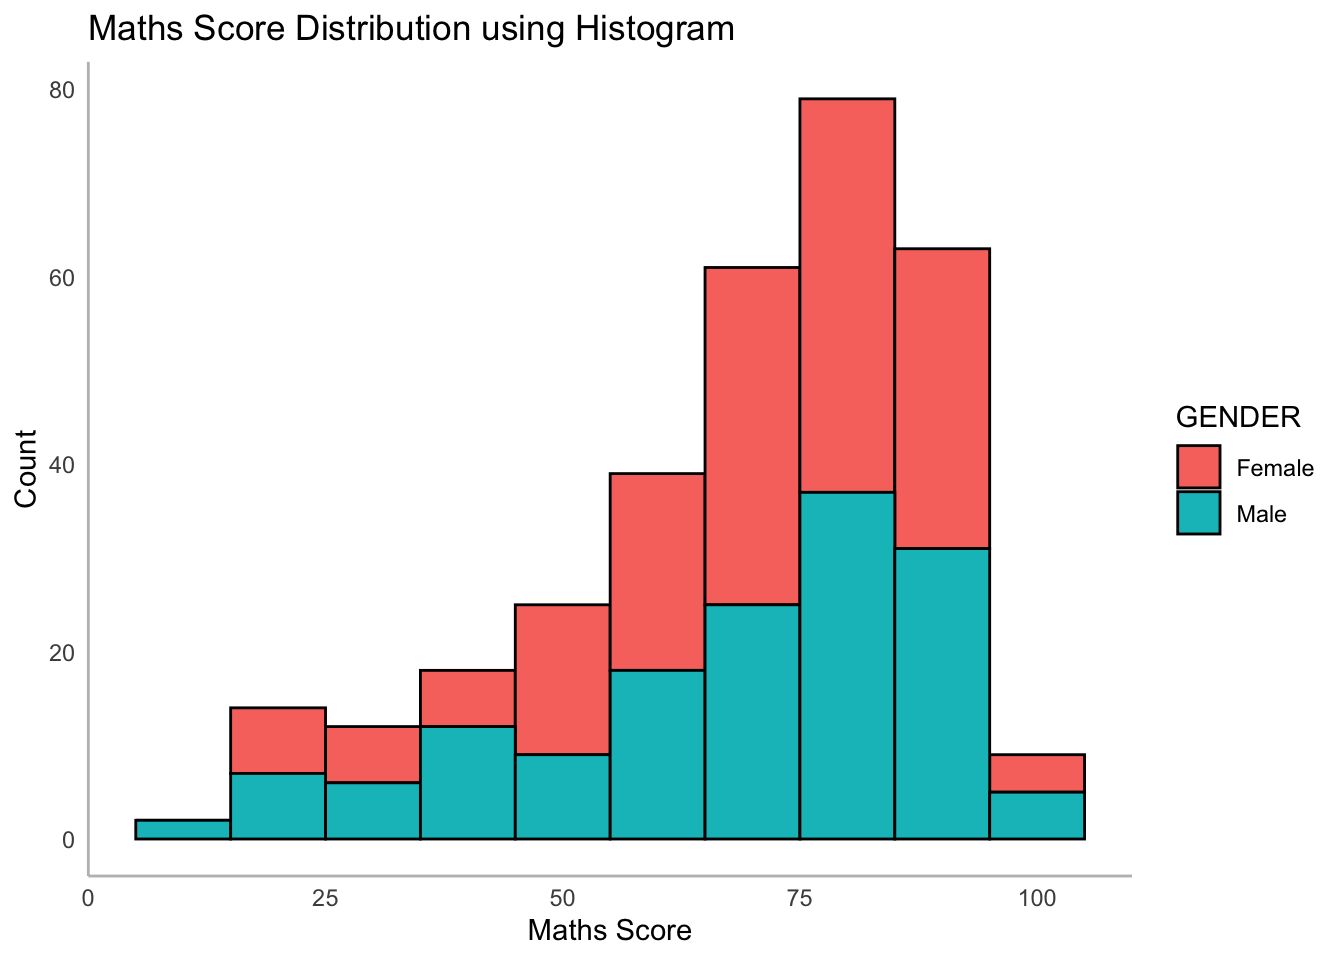 Maths Score Distribution using Histogram
80
60
40
20
0
Count
0 25 50 75 100
Maths Score
GENDER
Female
Male